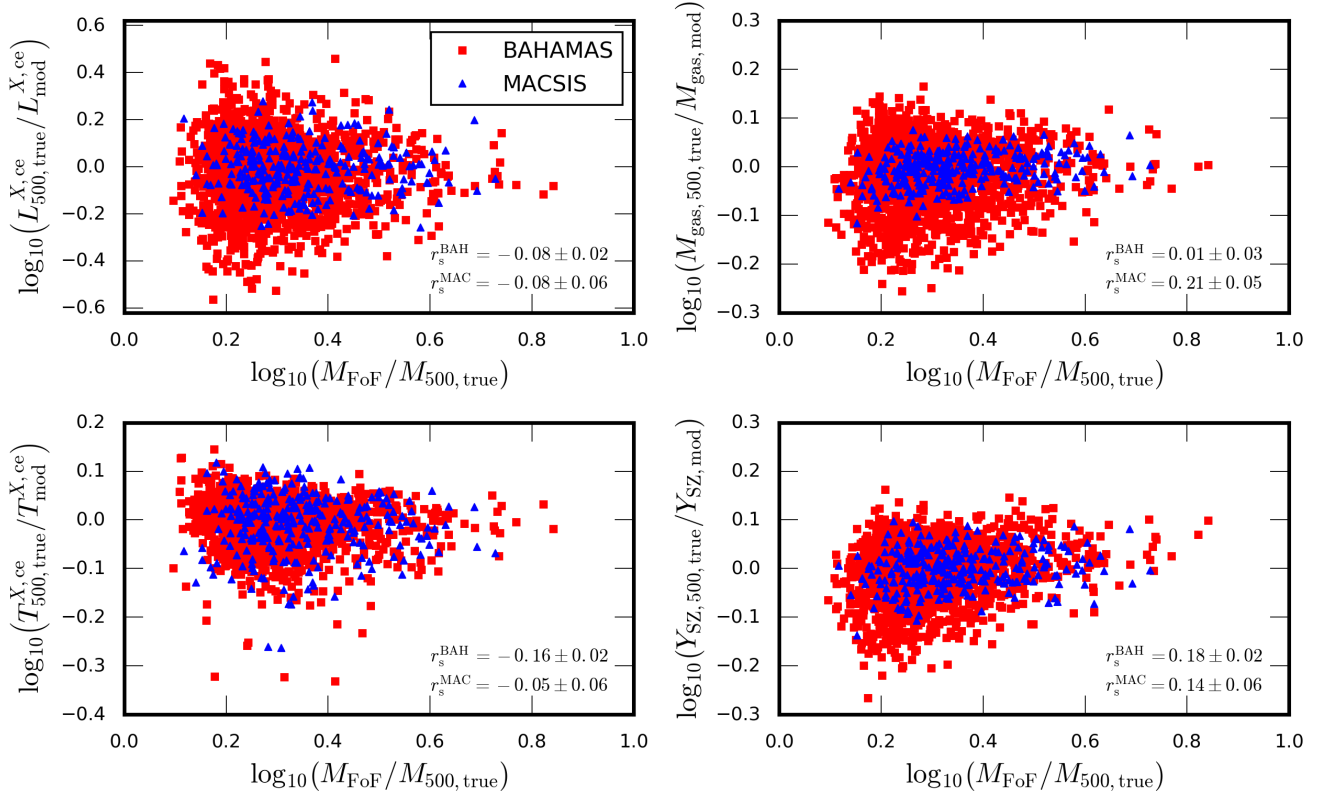 log10(L^{X,ce}_{500,true}/L^{X,ce}_{mod})
0.6
0.4
0.2
0.0
−0.2
−0.4
−0.6
BAHAMAS
MACSIS
r_s^{BAH} = −0.08 ± 0.02
r_s^{MAC} = −0.08 ± 0.06
0.0 0.2 0.4 0.6 0.8 1.0
log10(M_{FoF}/M_{500,true})
log10(M_{gas,500,true}/M_{gas,mod})
0.3
0.2
0.1
0.0
−0.1
−0.2
−0.3
r_s^{BAH} = 0.01 ± 0.03
r_s^{MAC} = 0.21 ± 0.05
0.0 0.2 0.4 0.6 0.8 1.0
log10(M_{FoF}/M_{500,true})
log10(T^{X,ce}_{500,true}/T^{X,ce}_{mod})
0.2
0.1
0.0
−0.1
−0.2
−0.3
−0.4
r_s^{BAH} = −0.16 ± 0.02
r_s^{MAC} = −0.05 ± 0.06
0.0 0.2 0.4 0.6 0.8 1.0
log10(M_{FoF}/M_{500,true})
log10(Y_{SZ,500,true}/Y_{SZ,mod})
0.3
0.2
0.1
0.0
−0.1
−0.2
−0.3
r_s^{BAH} = 0.18 ± 0.02
r_s^{MAC} = 0.14 ± 0.06
0.0 0.2 0.4 0.6 0.8 1.0
log10(M_{FoF}/M_{500,true})